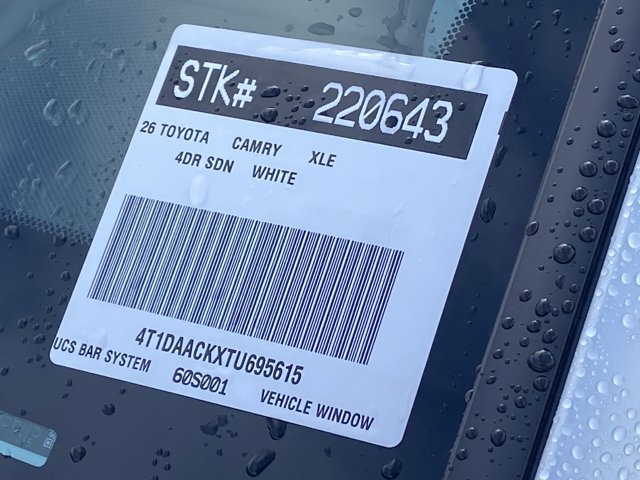 STK# 220643
26 TOYOTA CAMRY XLE
4DR SDN WHITE
4T1DAACKXTU695615
UCS BAR SYSTEM 60S001 VEHICLE WINDOW